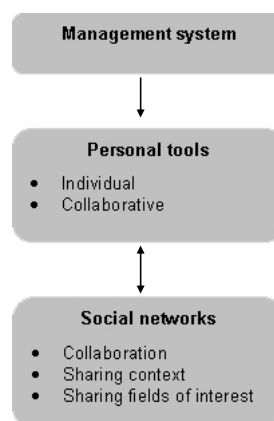 Management system
Personal tools
• Individual
• Collaborative
Social networks
• Collaboration
• Sharing context
• Sharing fields of interest